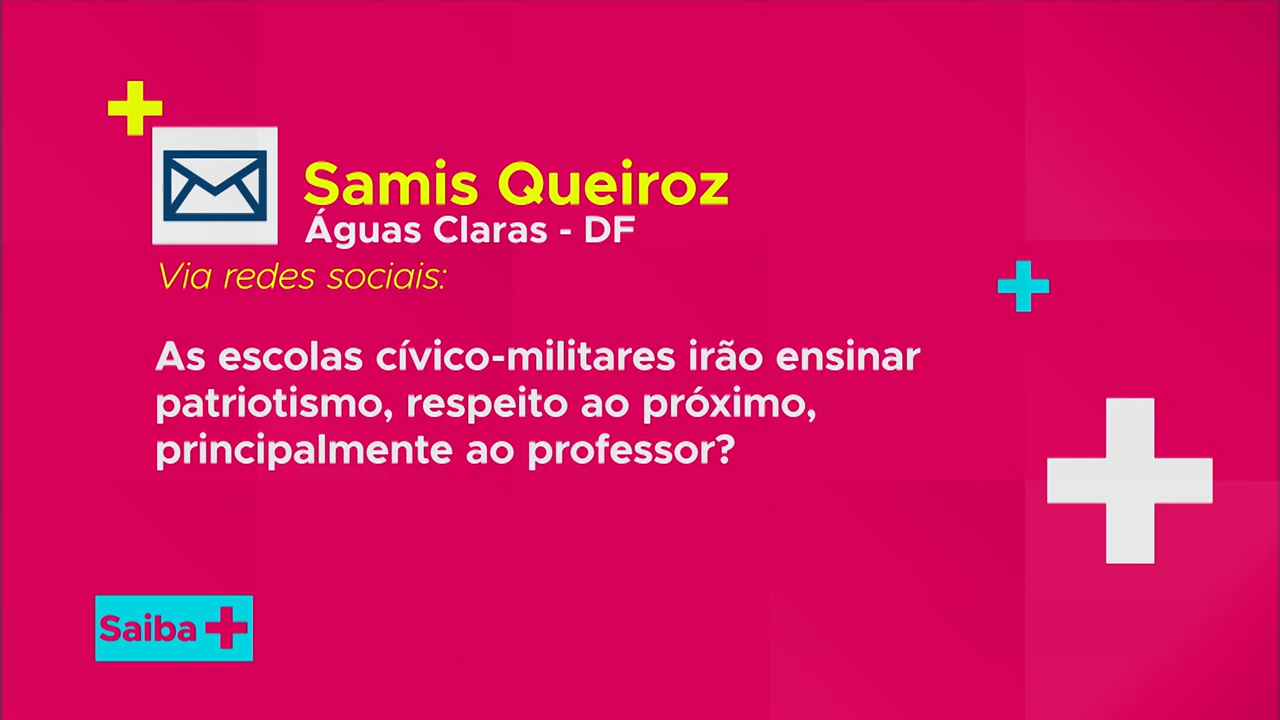 Samis Queiroz
Águas Claras - DF
Via redes sociais:
As escolas cívico-militares irão ensinar
patriotismo, respeito ao próximo,
principalmente ao professor?
Saiba +